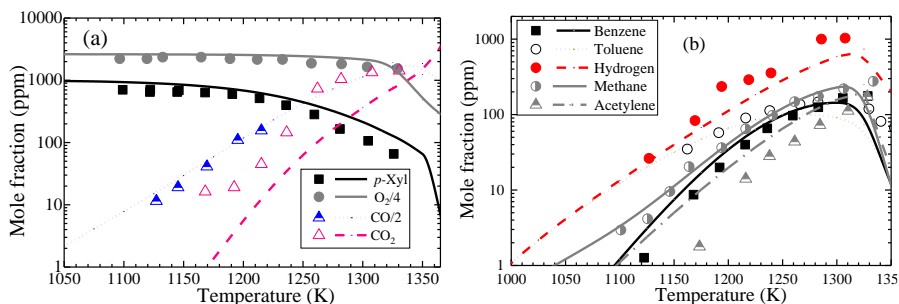 (a)
Mole fraction (ppm)
10000
1000
100
10
1
1050
1100
1150
1200
1250
1300
1350
Temperature (K)
p-Xyl
O₂/4
CO/2
CO₂
(b)
Mole fraction (ppm)
1000
100
10
1
1000
1050
1100
1150
1200
1250
1300
1350
Temperature (K)
Benzene
Toluene
Hydrogen
Methane
Acetylene